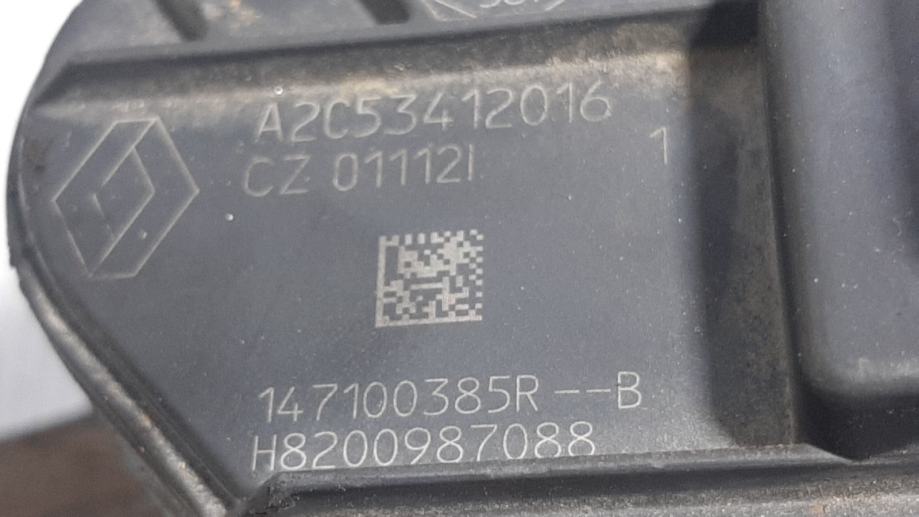 A2C53412016
CZ 01112I
1
147100385R--B
H8200987088